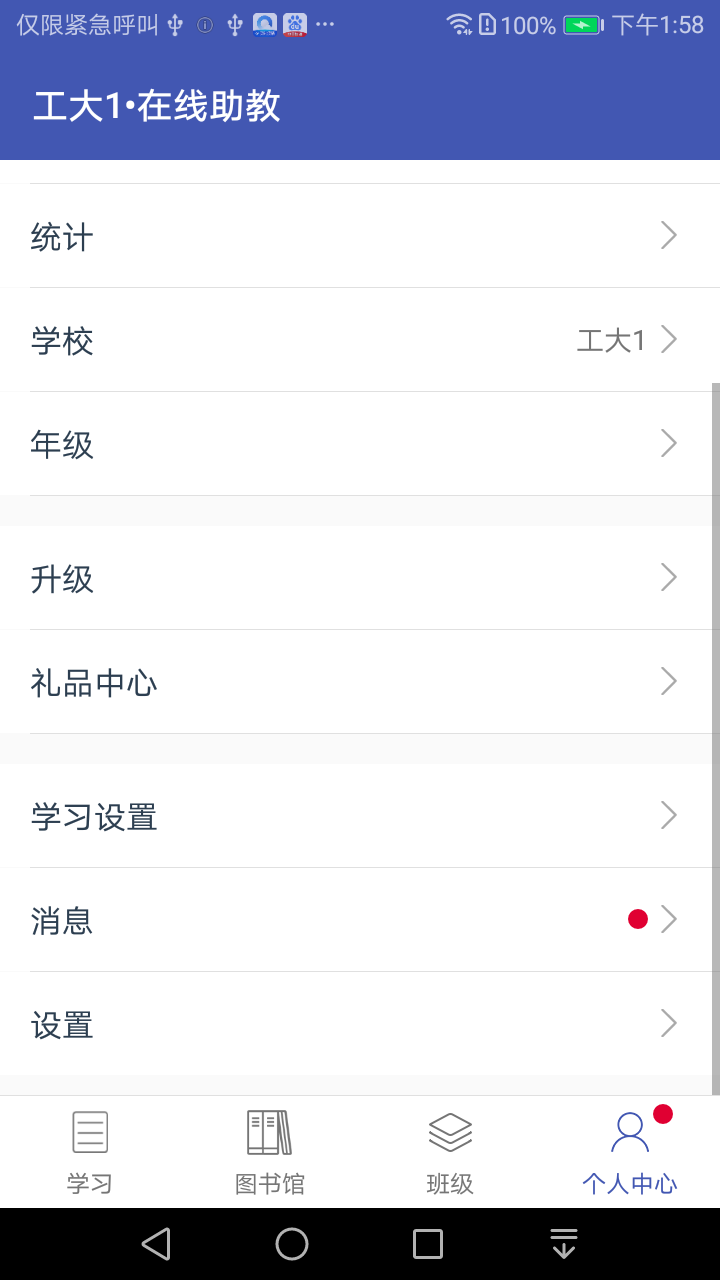 仅限紧急呼叫 100% 下午1:58
工大1•在线助教
统计
学校 工大1
年级
升级
礼品中心
学习设置
消息
设置
学习 图书馆 班级 个人中心